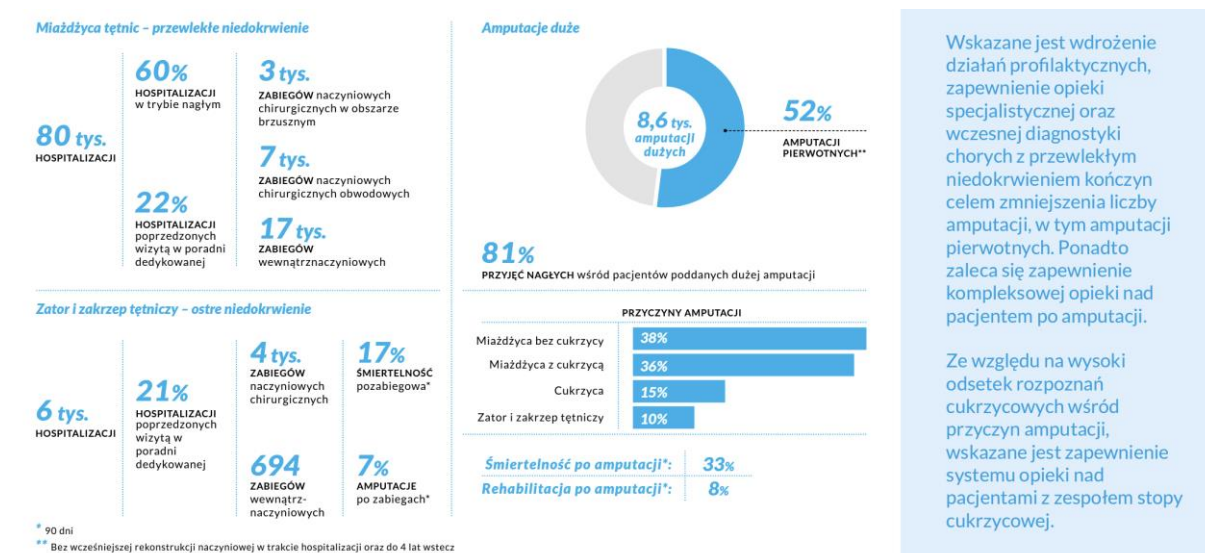 Miażdżyca tętnic – przewlekłe niedokrwienie
80 tys.
HOSPITALIZACJI
60%
HOSPITALIZACJI
w trybie nagłym
22%
HOSPITALIZACJI
poprzedzonych
wizytą w poradni
dedykowanej
3 tys.
ZABIEGÓW naczyniowych
chirurgicznych w obszarze
brzusznym
7 tys.
ZABIEGÓW naczyniowych
chirurgicznych obwodowych
17 tys.
ZABIEGÓW
wewnątrznaczyniowych
Zator i zakrzep tętniczy – ostre niedokrwienie
6 tys.
HOSPITALIZACJI
21%
HOSPITALIZACJI
poprzedzonych
wizytą w
poradni
dedykowanej
4 tys.
ZABIEGÓW
naczyniowych
chirurgicznych
694
ZABIEGÓW
wewnątrz-
naczyniowych
17%
ŚMIERTELNOŚĆ
pozabiegowa*
7%
AMPUTACJE
po zabiegach*
* 90 dni
** Bez wcześniejszej rekonstrukcji naczyniowej w trakcie hospitalizacji oraz do 4 lat wstecz
Amputacje duże
8,6 tys.
amputacji
dużych
52%
AMPUTACJI
PIERWOTNYCH**
81%
PRZYJĘĆ NAGŁYCH wśród pacjentów poddanych dużej amputacji
PRZYCZYNY AMPUTACJI
Miażdżyca bez cukrzycy 38%
Miażdżyca z cukrzycą 36%
Cukrzyca 15%
Zator i zakrzep tętniczy 10%
Śmiertelność po amputacji*: 33%
Rehabilitacja po amputacji*: 8%
Wskazane jest wdrożenie
działań profilaktycznych,
zapewnienie opieki
specjalistycznej oraz
wczesnej diagnostyki
chorych z przewlekłym
niedokrwieniem kończyn
celem zmniejszenia liczby
amputacji, w tym amputacji
pierwotnych. Ponadto
zaleca się zapewnienie
kompleksowej opieki nad
pacjentem po amputacji.
Ze względu na wysoki
odsetek rozpoznań
cukrzycowych wśród
przyczyn amputacji,
wskazane jest zapewnienie
systemu opieki nad
pacjentami z zespołem stopy
cukrzycowej.